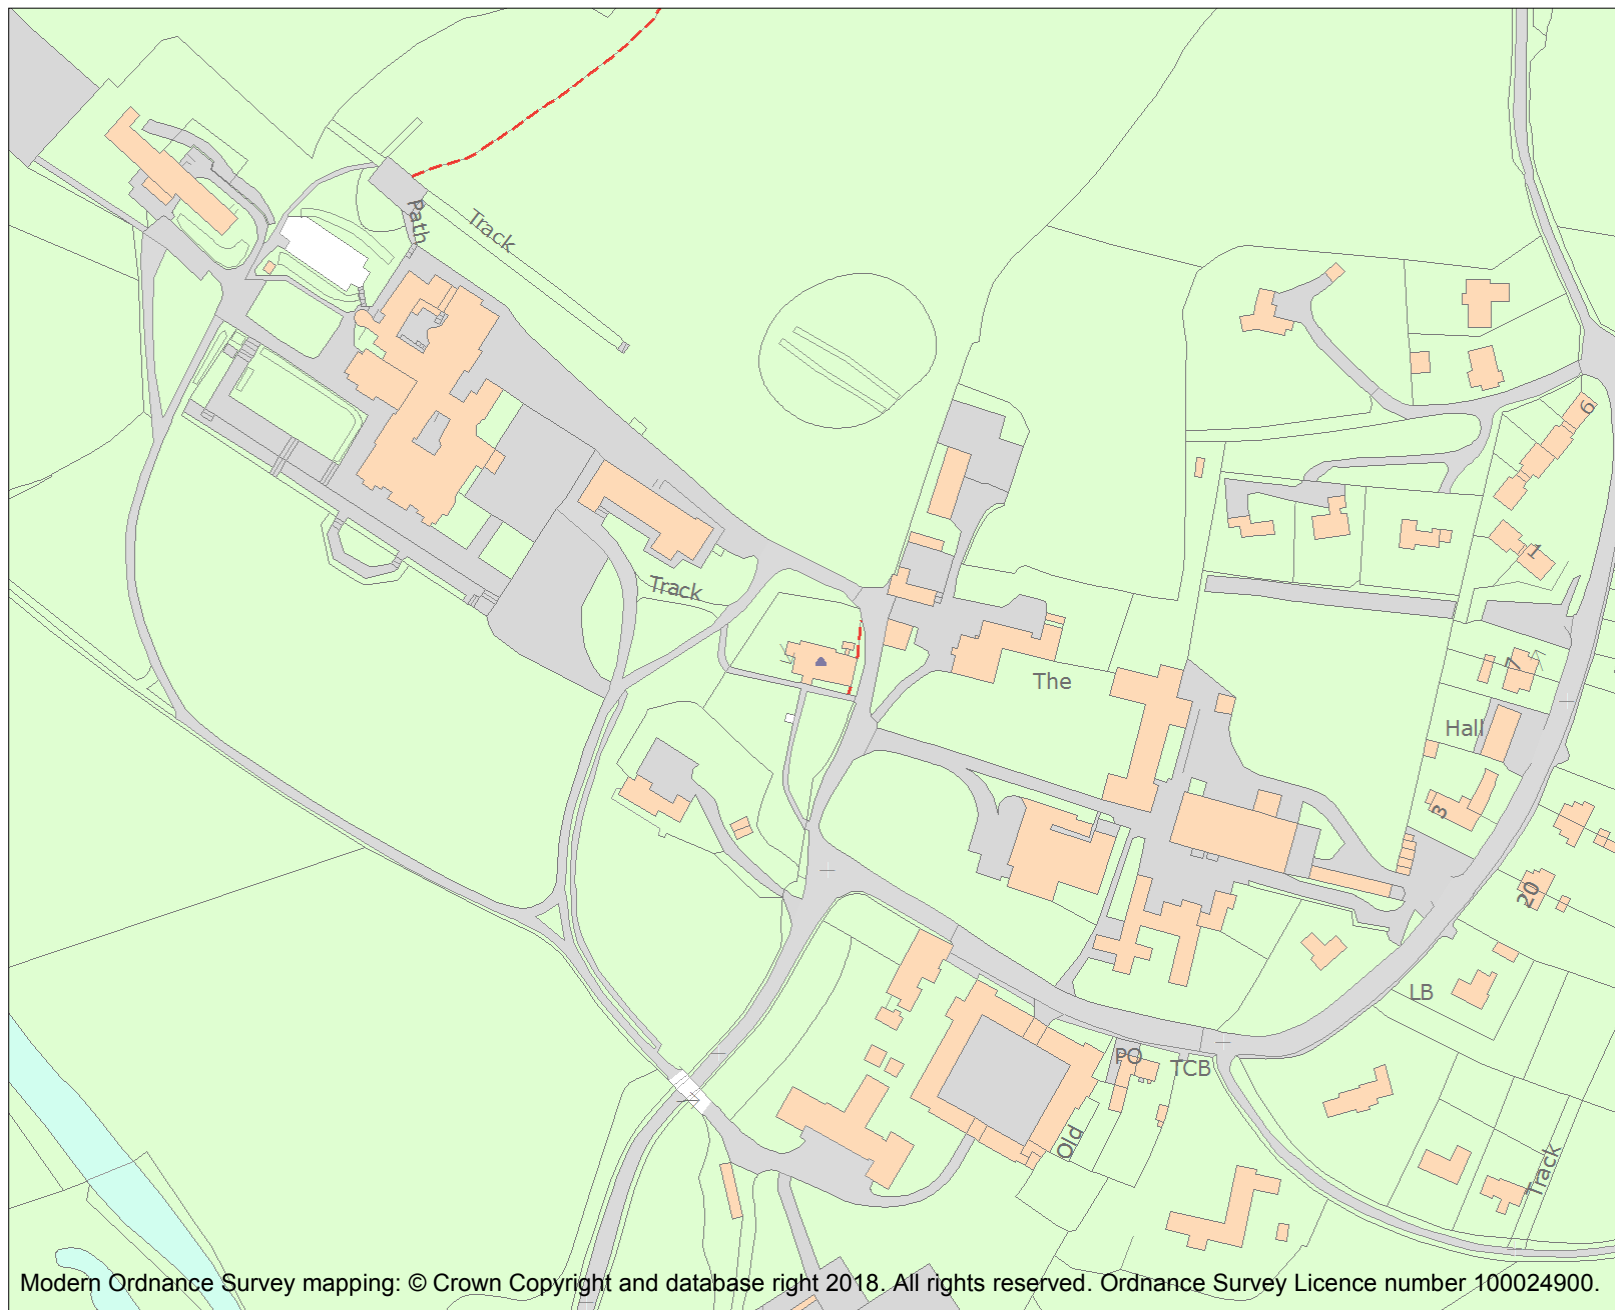 Path
Track
6
1
Track
The
7
Hall
3
20
LB
PO
TCB
Old
Track
Modern Ordnance Survey mapping: © Crown Copyright and database right 2018. All rights reserved. Ordnance Survey Licence number 100024900.